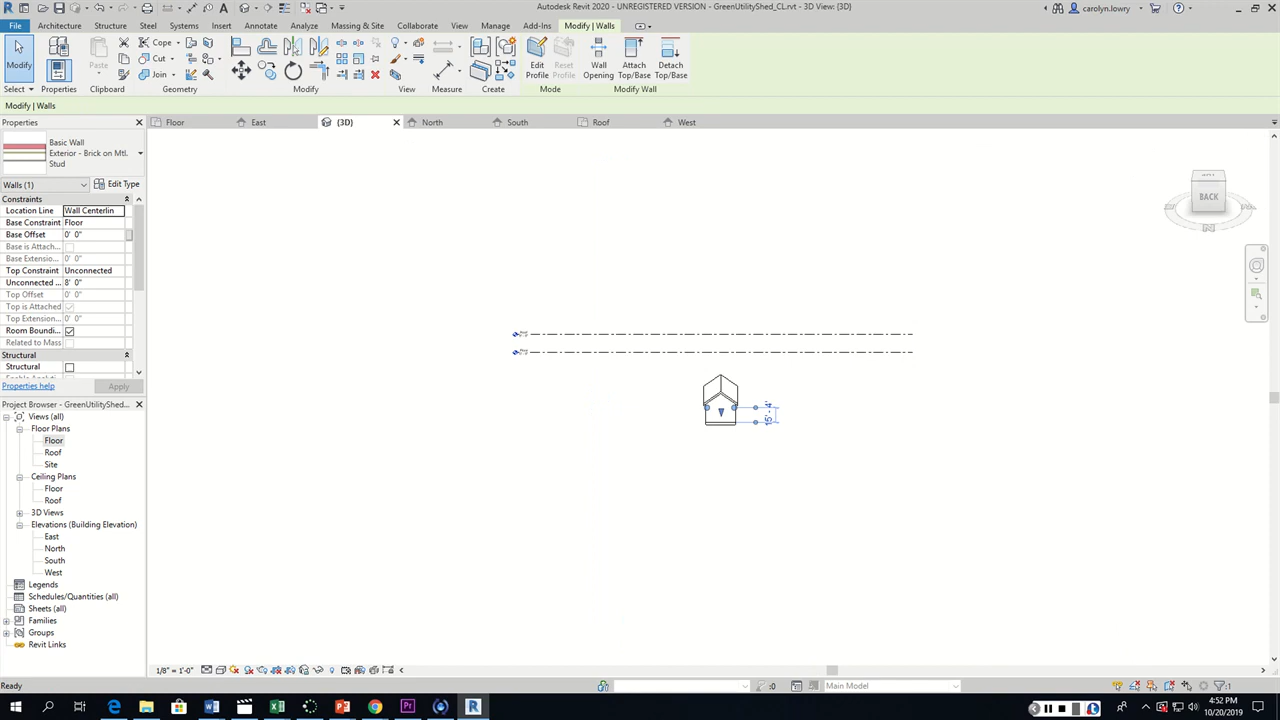 Autodesk Revit 2020 - UNREGISTERED VERSION - GreenUtilityShed_CL.rvt - 3D View: {3D}
carolyn.lowry
File Architecture Structure Steel Systems Insert Annotate Analyze Massing & Site Collaborate View Manage Add-Ins Modify | Walls
Modify Paste Cope Cut Join Edit Profile Reset Profile Wall Opening Attach Top/Base Detach Top/Base
Select Properties Clipboard Geometry Modify View Measure Create Mode Modify Wall
Modify | Walls
Properties
Floor East {3D} North South Roof West
Basic Wall
Exterior - Brick on Mtl.
Stud
Walls (1) Edit Type
Constraints
Location Line Wall Centerlin
Base Constraint Floor
Base Offset 0' 0"
Base is Attach...
Base Extensio... 0' 0"
Top Constraint Unconnected
Unconnected ... 8' 0"
Top Offset 0' 0"
Top is Attached
Top Extension... 0' 0"
Room Boundi...
Related to Mass
Structural
Structural
Enable Analyti...
Properties help Apply
Project Browser - GreenUtilityShed...
Views (all)
Floor Plans
Floor
Roof
Site
Ceiling Plans
Floor
Roof
3D Views
Elevations (Building Elevation)
East
North
South
West
Legends
Schedules/Quantities (all)
Sheets (all)
Families
Groups
Revit Links
BACK
15' - 4"
1/8" = 1'-0"
Ready
:0
Main Model
:1
4:52 PM
10/20/2019